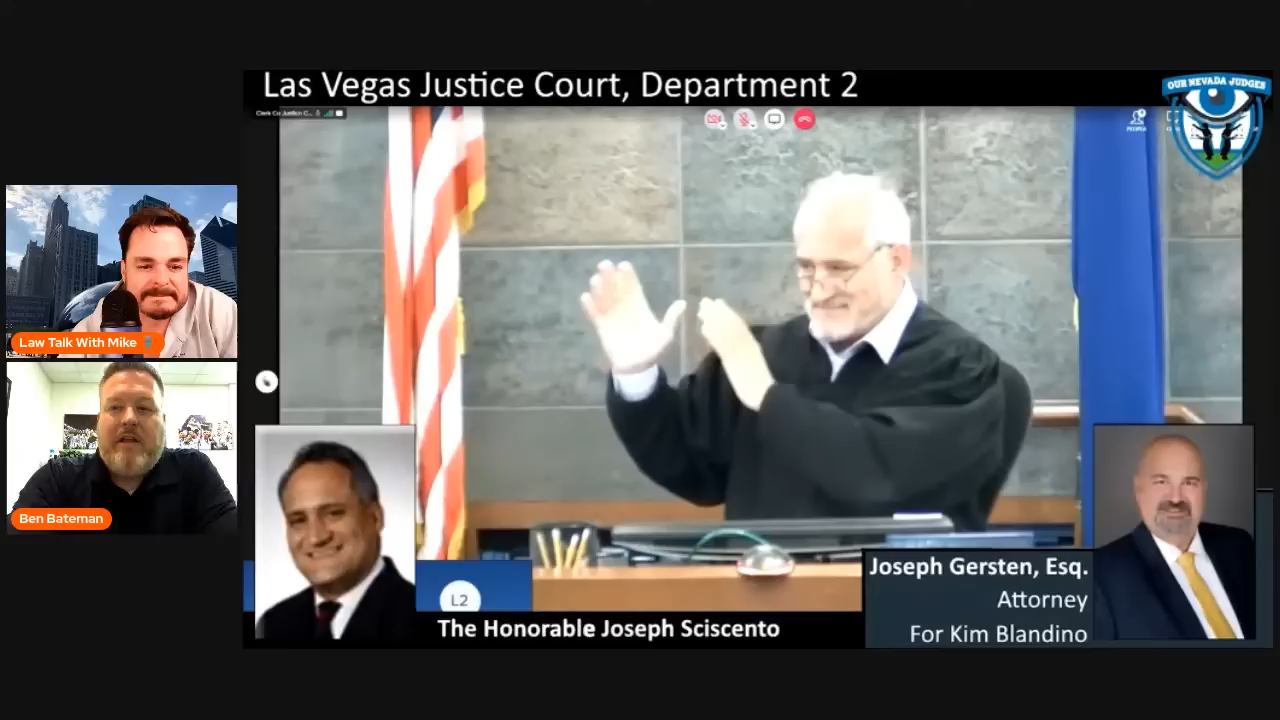 Las Vegas Justice Court, Department 2
OUR NEVADA JUDGES
PEOPLE
Law Talk With Mike
Ben Bateman
L2
The Honorable Joseph Sciscento
Joseph Gersten, Esq.
Attorney
For Kim Blandino